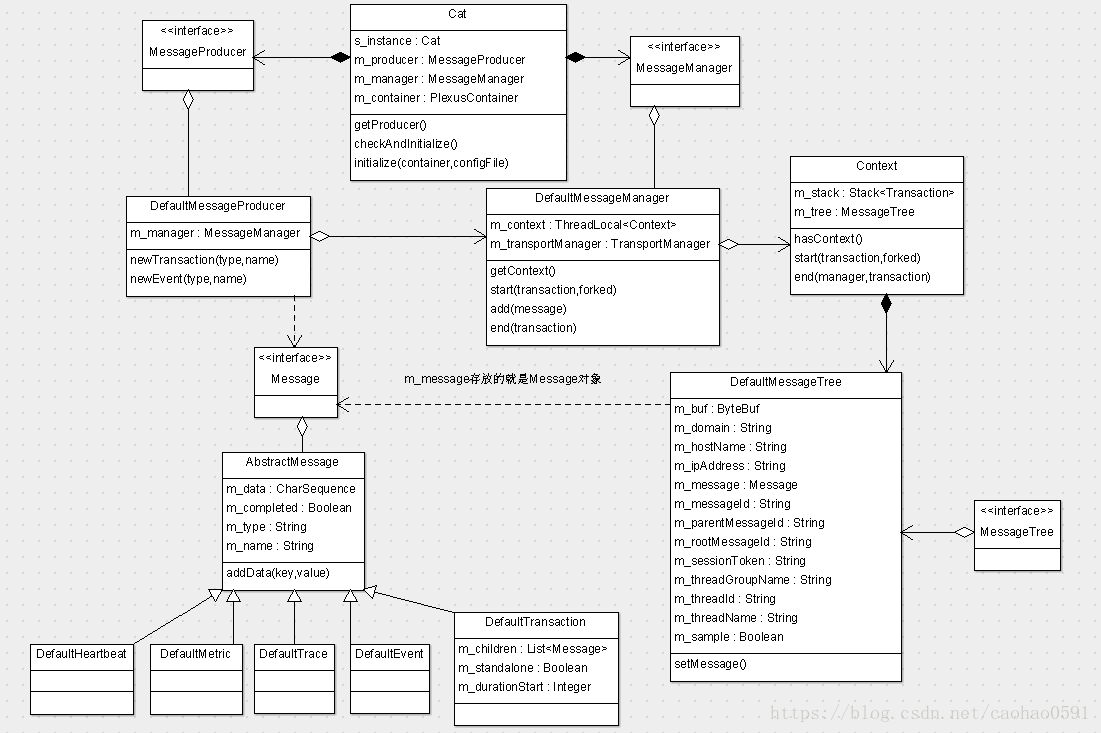 <<interface>>
MessageProducer
Cat
s_instance : Cat
m_producer : MessageProducer
m_manager : MessageManager
m_container : PlexusContainer
getProducer()
checkAndInitialize()
initialize(container,configFile)
<<interface>>
MessageManager
DefaultMessageProducer
m_manager : MessageManager
newTransaction(type,name)
newEvent(type,name)
DefaultMessageManager
m_context : ThreadLocal<Context>
m_transportManager : TransportManager
getContext()
start(transaction,forked)
add(message)
end(transaction)
Context
m_stack : Stack<Transaction>
m_tree : MessageTree
hasContext()
start(transaction,forked)
end(manager,transaction)
<<interface>>
Message
m_message存放的就是Message对象
DefaultMessageTree
m_buf : ByteBuf
m_domain : String
m_hostName : String
m_ipAddress : String
m_message : Message
m_messageId : String
m_parentMessageId : String
m_rootMessageId : String
m_sessionToken : String
m_threadGroupName : String
m_threadId : String
m_threadName : String
m_sample : Boolean
setMessage()
<<interface>>
MessageTree
AbstractMessage
m_data : CharSequence
m_completed : Boolean
m_type : String
m_name : String
addData(key,value)
DefaultHeartbeat
DefaultMetric
DefaultTrace
DefaultEvent
DefaultTransaction
m_children : List<Message>
m_standalone : Boolean
m_durationStart : Integer
https://blog.csdn.net/caohao0591